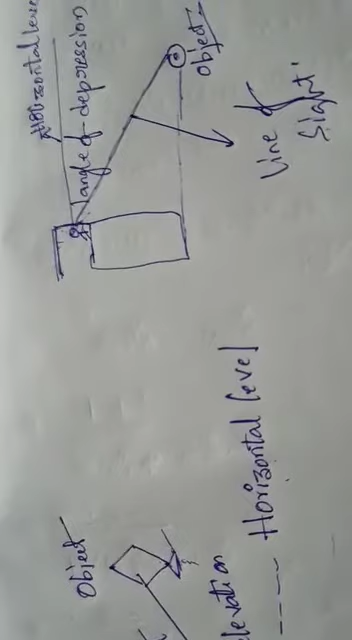 Horizontal level
angle of depression
Object
Line of
Sight
Object
elevation
Horizontal level